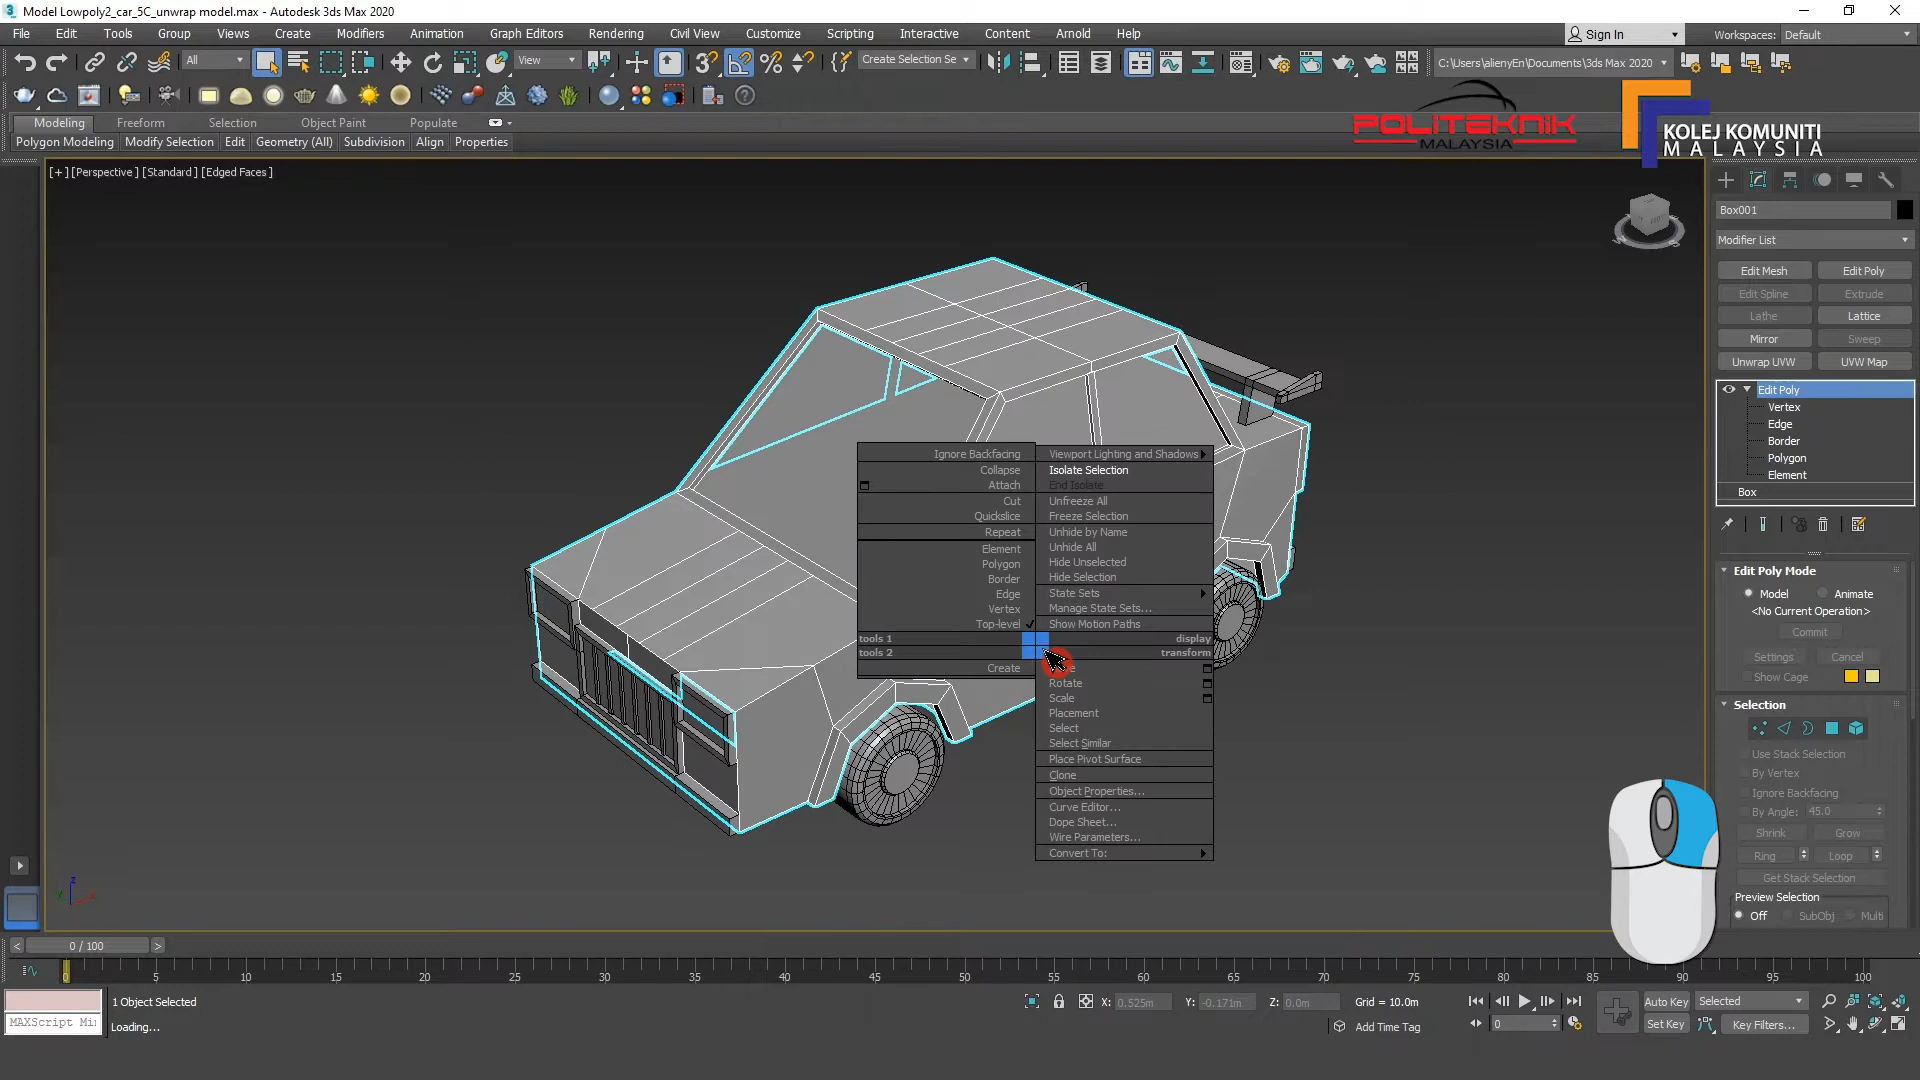 Model Lowpoly2_car_5C_unwrap model.max - Autodesk 3ds Max 2020
File Edit Tools Group Views Create Modifiers Animation Graph Editors Rendering Civil View Customize Scripting Interactive Content Arnold Help
Sign In
Workspaces: Default
All
View
Create Selection Se
C:\Users\alienyEn\Documents\3ds Max 2020
Modeling Freeform Selection Object Paint Populate
Polygon Modeling Modify Selection Edit Geometry (All) Subdivision Align Properties
POLITEKNIK
MALAYSIA
KOLEJ KOMUNITI
MALAYSIA
[+] [Perspective] [Standard] [Edged Faces]
Box001
Modifier List
Edit Mesh Edit Poly
Edit Spline Extrude
Lathe Lattice
Mirror Sweep
Unwrap UVW UVW Map
Edit Poly
Vertex
Edge
Border
Polygon
Element
Box
Edit Poly Mode
Model Animate
<No Current Operation>
Commit
Settings Cancel
Show Cage
Selection
Use Stack Selection
By Vertex
Ignore Backfacing
By Angle: 45.0
Shrink Grow
Ring Loop
Get Stack Selection
Preview Selection
Off SubObj Multi
Ignore Backfacing
Collapse
Attach
Cut
Quickslice
Repeat
Element
Polygon
Border
Edge
Vertex
Top-level
tools 1
tools 2
Create
Viewport Lighting and Shadows
Isolate Selection
End Isolate
Unfreeze All
Freeze Selection
Unhide by Name
Unhide All
Hide Unselected
Hide Selection
State Sets
Manage State Sets...
Show Motion Paths
display
transform
Rotate
Scale
Placement
Select
Select Similar
Place Pivot Surface
Clone
Object Properties...
Curve Editor...
Dope Sheet...
Wire Parameters...
Convert To:
z
x
y
0 / 100
0 5 10 15 20 25 30 35 40 45 50 55 60 65 70 75 80 85 90 95 100
1 Object Selected
MAXScript Mi
Loading...
X: 0.525m Y: -0.171m Z: 0.0m Grid = 10.0m
Add Time Tag
0
Auto Key Selected
Set Key Key Filters...